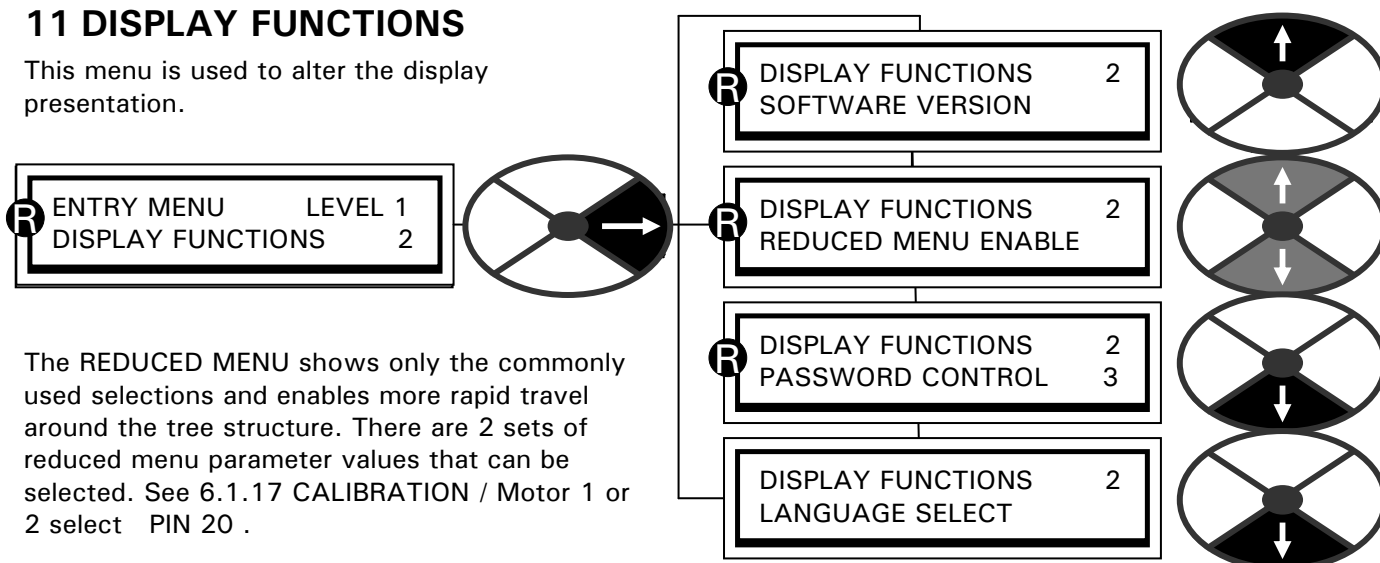 11 DISPLAY FUNCTIONS
This menu is used to alter the display
presentation.
R
ENTRY MENU LEVEL 1
DISPLAY FUNCTIONS 2
The REDUCED MENU shows only the commonly
used selections and enables more rapid travel
around the tree structure. There are 2 sets of
reduced menu parameter values that can be
selected. See 6.1.17 CALIBRATION / Motor 1 or
2 select PIN 20 .
R
DISPLAY FUNCTIONS 2
SOFTWARE VERSION
R
DISPLAY FUNCTIONS 2
REDUCED MENU ENABLE
R
DISPLAY FUNCTIONS 2
PASSWORD CONTROL 3
DISPLAY FUNCTIONS 2
LANGUAGE SELECT